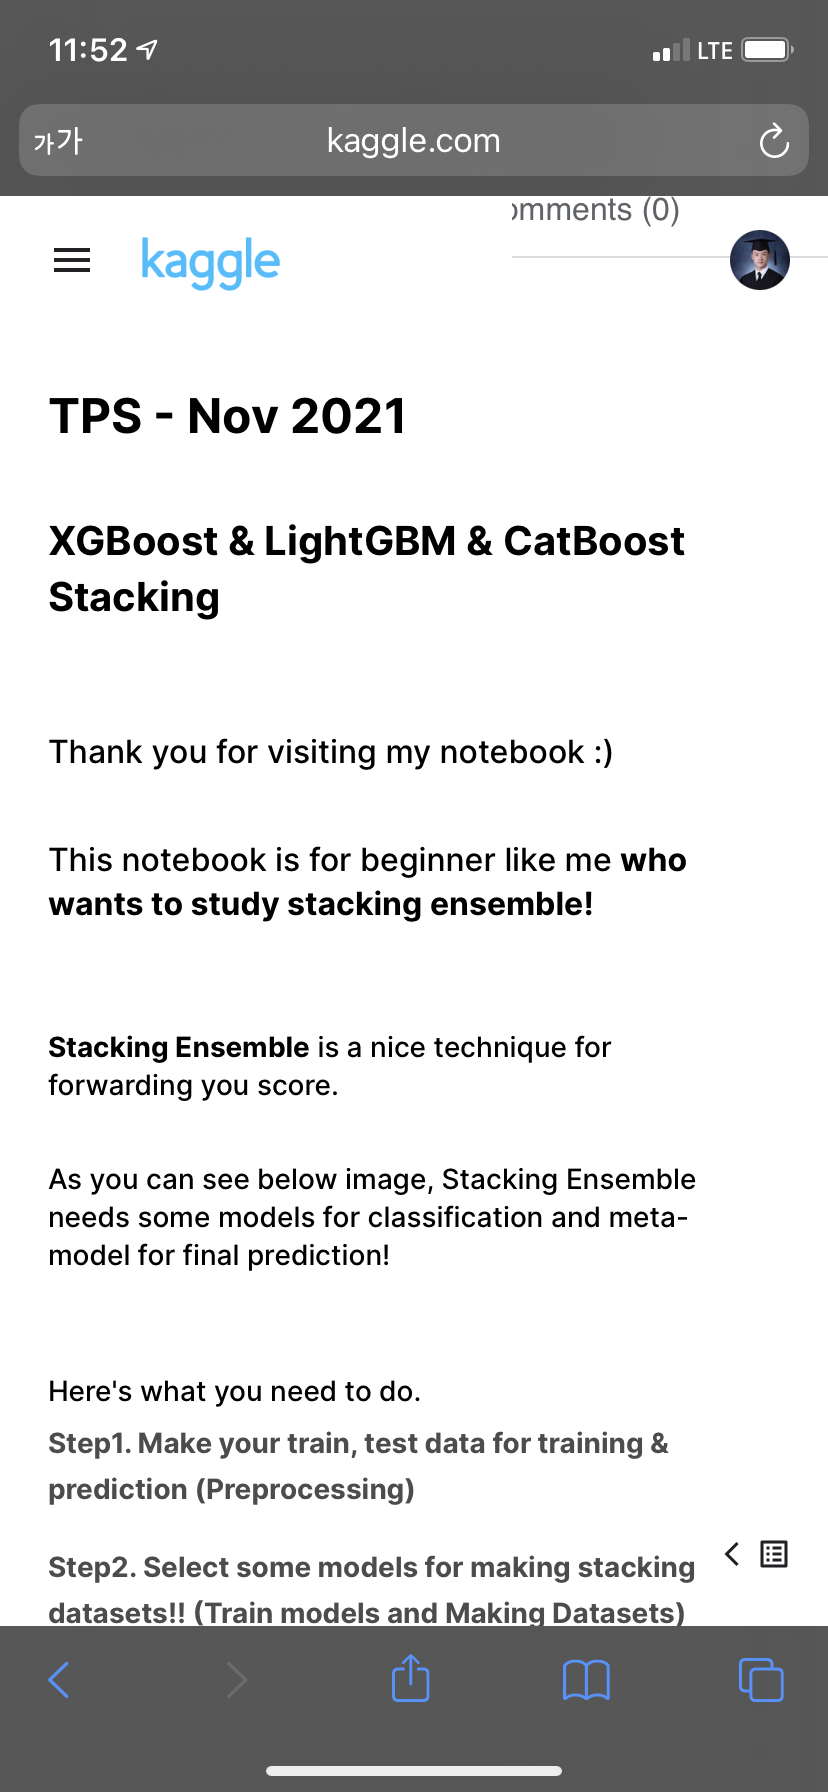 11:52
LTE
가가
kaggle.com
omments (0)
kaggle
TPS - Nov 2021
XGBoost & LightGBM & CatBoost
Stacking
Thank you for visiting my notebook :)
This notebook is for beginner like me who
wants to study stacking ensemble!
Stacking Ensemble is a nice technique for
forwarding you score.
As you can see below image, Stacking Ensemble
needs some models for classification and meta-
model for final prediction!
Here's what you need to do.
Step1. Make your train, test data for training &
prediction (Preprocessing)
Step2. Select some models for making stacking
datasets!! (Train models and Making Datasets)